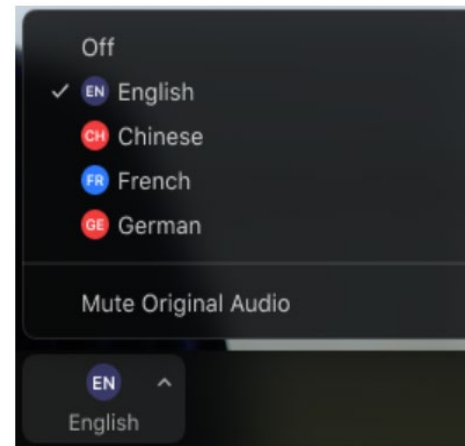 Off
EN English
CH Chinese
FR French
GE German
Mute Original Audio
EN
English